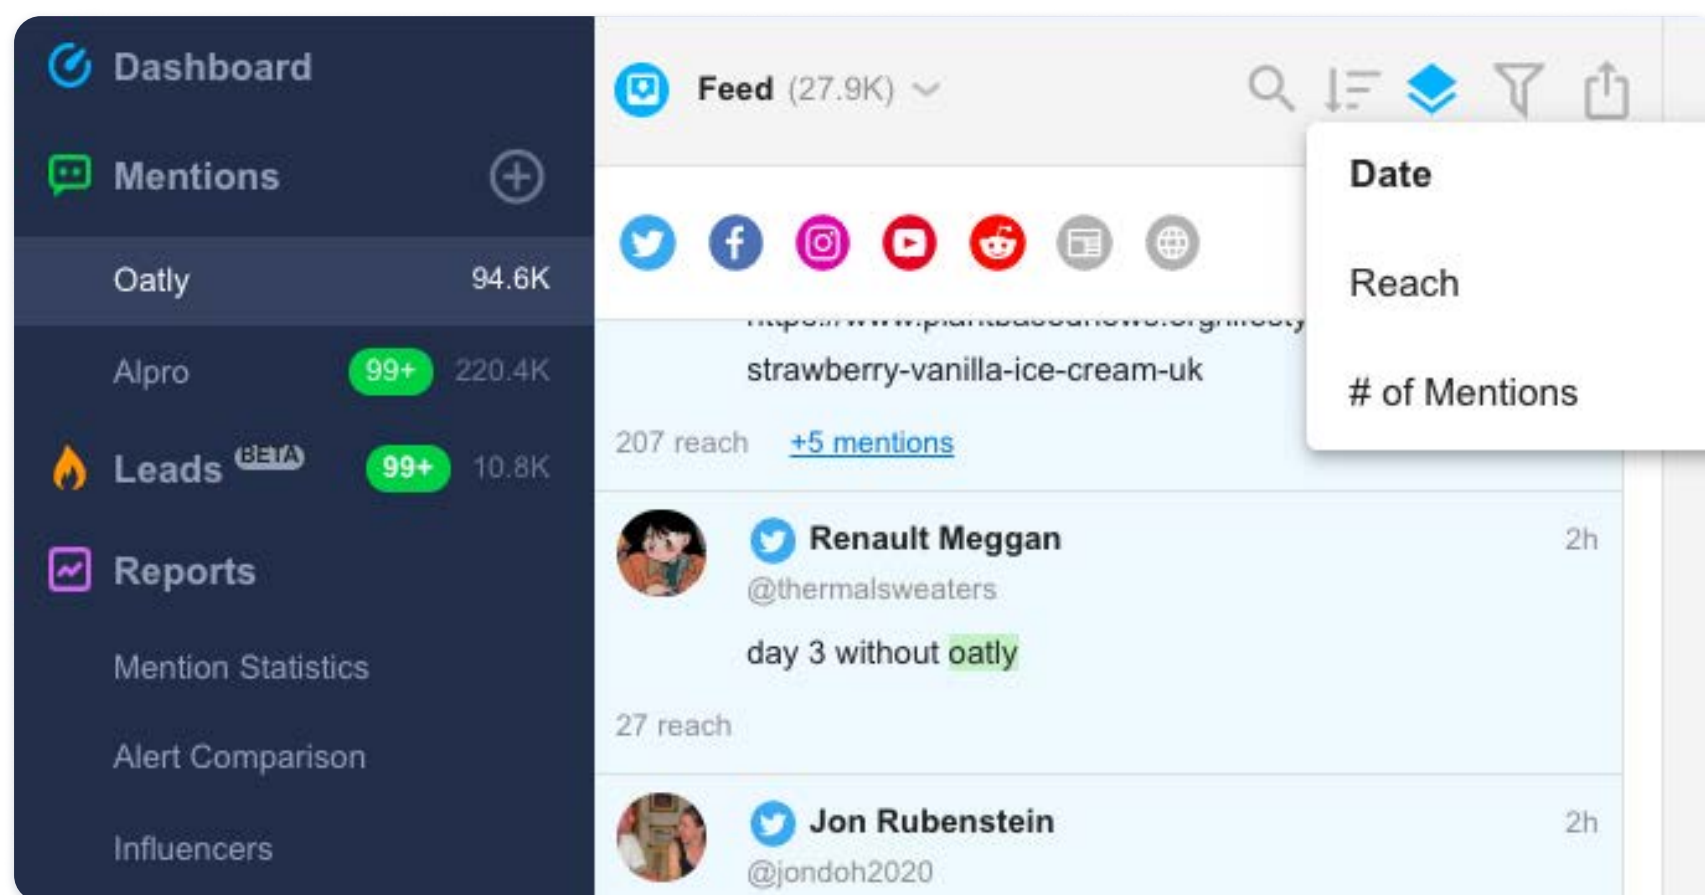 Dashboard
Mentions
Oatly 94.6K
Alpro 99+ 220.4K
Leads BETA 99+ 10.8K
Reports
Mention Statistics
Alert Comparison
Influencers
Feed (27.9K)
Date
Reach
# of Mentions
strawberry-vanilla-ice-cream-uk
207 reach +5 mentions
Renault Meggan 2h
@thermalsweaters
day 3 without oatly
27 reach
Jon Rubenstein 2h
@jondoh2020